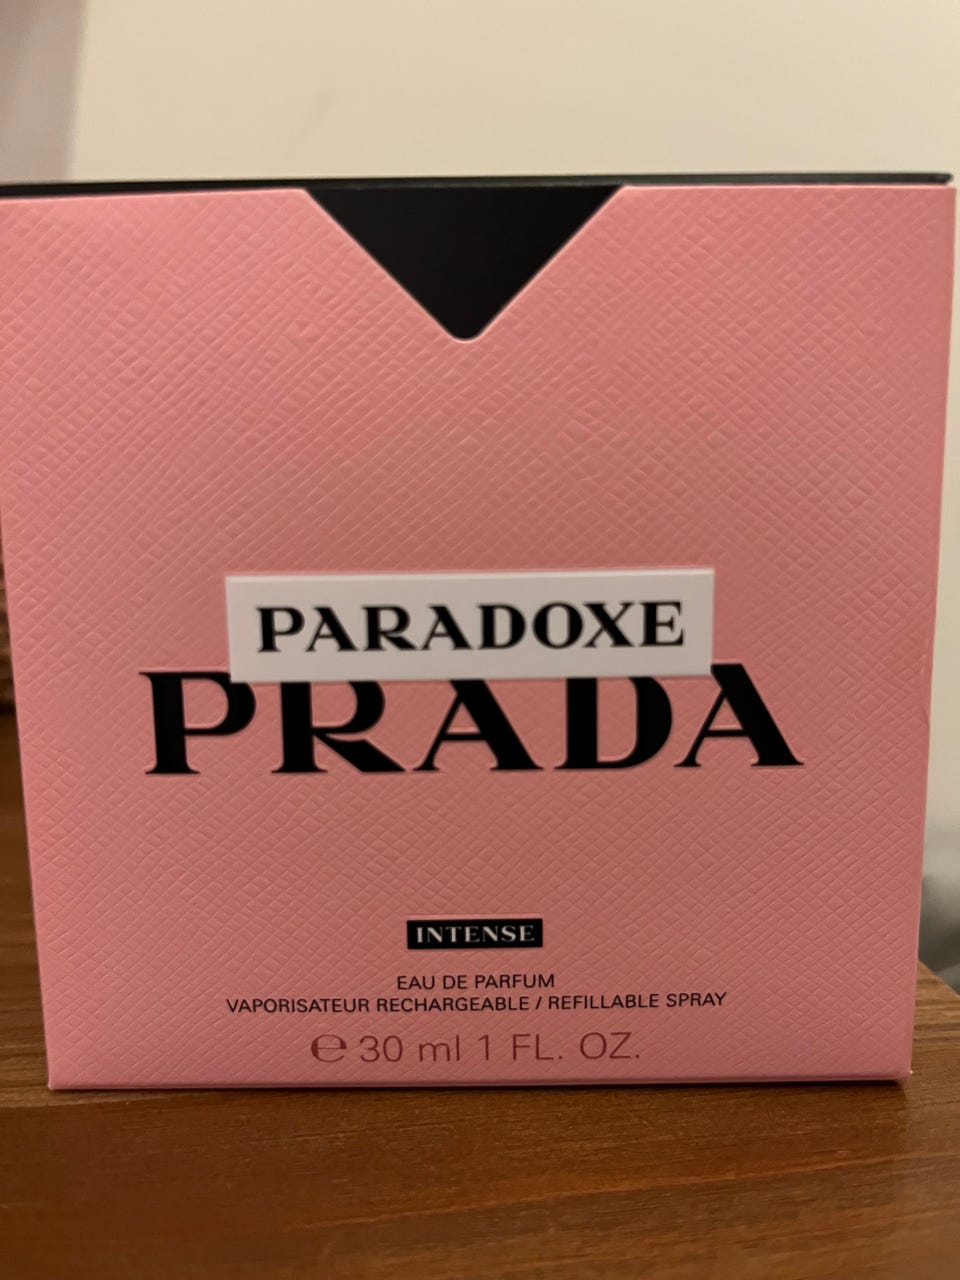 PARADOXE
PRADA
INTENSE
EAU DE PARFUM
VAPORISATEUR RECHARGEABLE / REFILLABLE SPRAY
℮ 30 ml 1 FL. OZ.